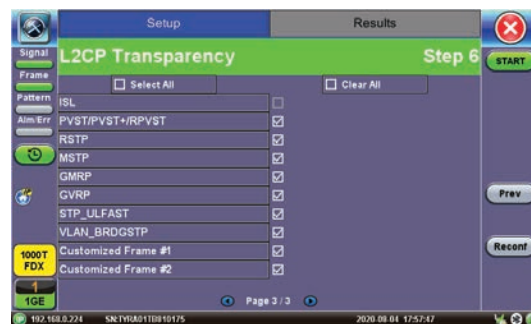 Setup
Results
Signal
Frame
Pattern
Alm/Err
1000T
FDX
1
1GE
L2CP Transparency
Step 6
Select All
Clear All
ISL
PVST/PVST+/RPVST
RSTP
MSTP
GMRP
GVRP
STP_ULFAST
VLAN_BRDGSTP
Customized Frame #1
Customized Frame #2
Page 3 / 3
START
Prev
Reconf
192.168.0.224
SN:TYRA01TB810175
2020-08-04 17:57:47